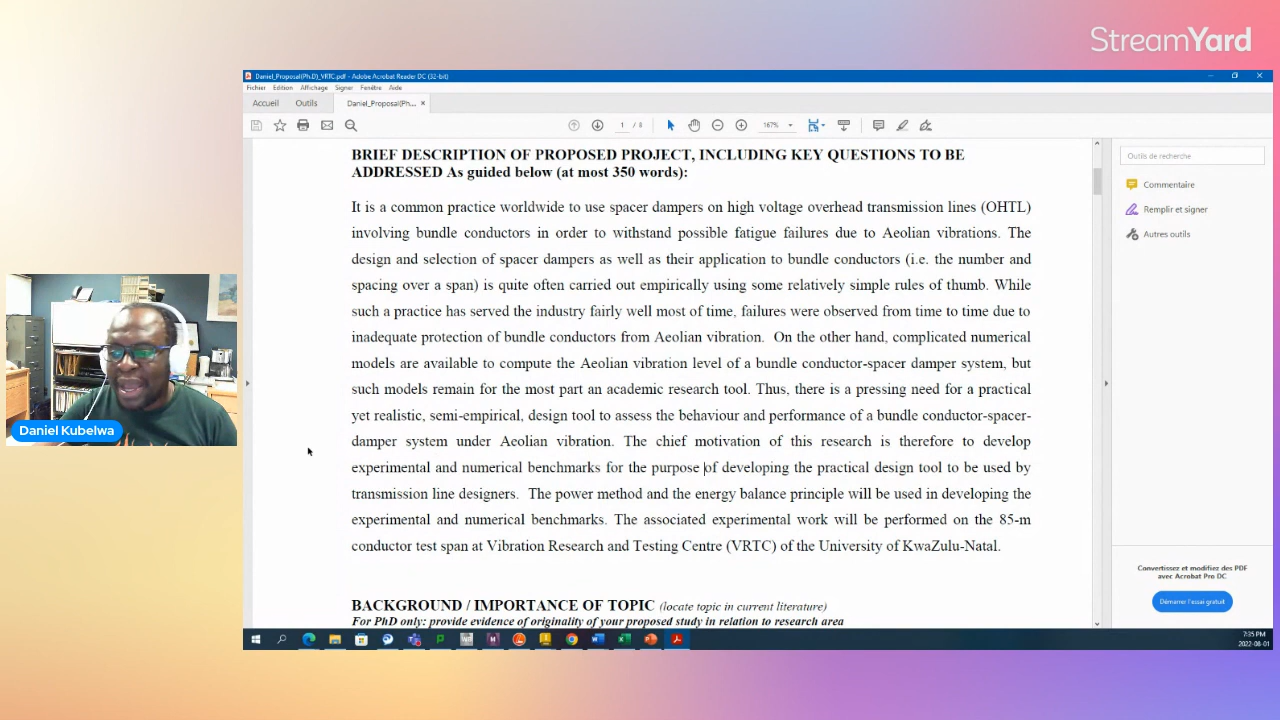 StreamYard
Daniel_Proposal(Ph.D)_VRTC.pdf - Adobe Acrobat Reader DC (32-bit)
Fichier Edition Affichage Signer Fenêtre Aide
Accueil Outils Daniel_Proposal(Ph... ×
1 / 8 167%
BRIEF DESCRIPTION OF PROPOSED PROJECT, INCLUDING KEY QUESTIONS TO BE
ADDRESSED As guided below (at most 350 words):
It is a common practice worldwide to use spacer dampers on high voltage overhead transmission lines (OHTL)
involving bundle conductors in order to withstand possible fatigue failures due to Aeolian vibrations. The
design and selection of spacer dampers as well as their application to bundle conductors (i.e. the number and
spacing over a span) is quite often carried out empirically using some relatively simple rules of thumb. While
such a practice has served the industry fairly well most of time, failures were observed from time to time due to
inadequate protection of bundle conductors from Aeolian vibration. On the other hand, complicated numerical
models are available to compute the Aeolian vibration level of a bundle conductor-spacer damper system, but
such models remain for the most part an academic research tool. Thus, there is a pressing need for a practical
yet realistic, semi-empirical, design tool to assess the behaviour and performance of a bundle conductor-spacer-
damper system under Aeolian vibration. The chief motivation of this research is therefore to develop
experimental and numerical benchmarks for the purpose of developing the practical design tool to be used by
transmission line designers. The power method and the energy balance principle will be used in developing the
experimental and numerical benchmarks. The associated experimental work will be performed on the 85-m
conductor test span at Vibration Research and Testing Centre (VRTC) of the University of KwaZulu-Natal.
BACKGROUND / IMPORTANCE OF TOPIC (locate topic in current literature)
For PhD only: provide evidence of originality of your proposed study in relation to research area
Outils de recherche
Commentaire
Remplir et signer
Autres outils
Convertissez et modifiez des PDF
avec Acrobat Pro DC
Démarrer l'essai gratuit
Daniel Kubelwa
7:35 PM
2022-08-01